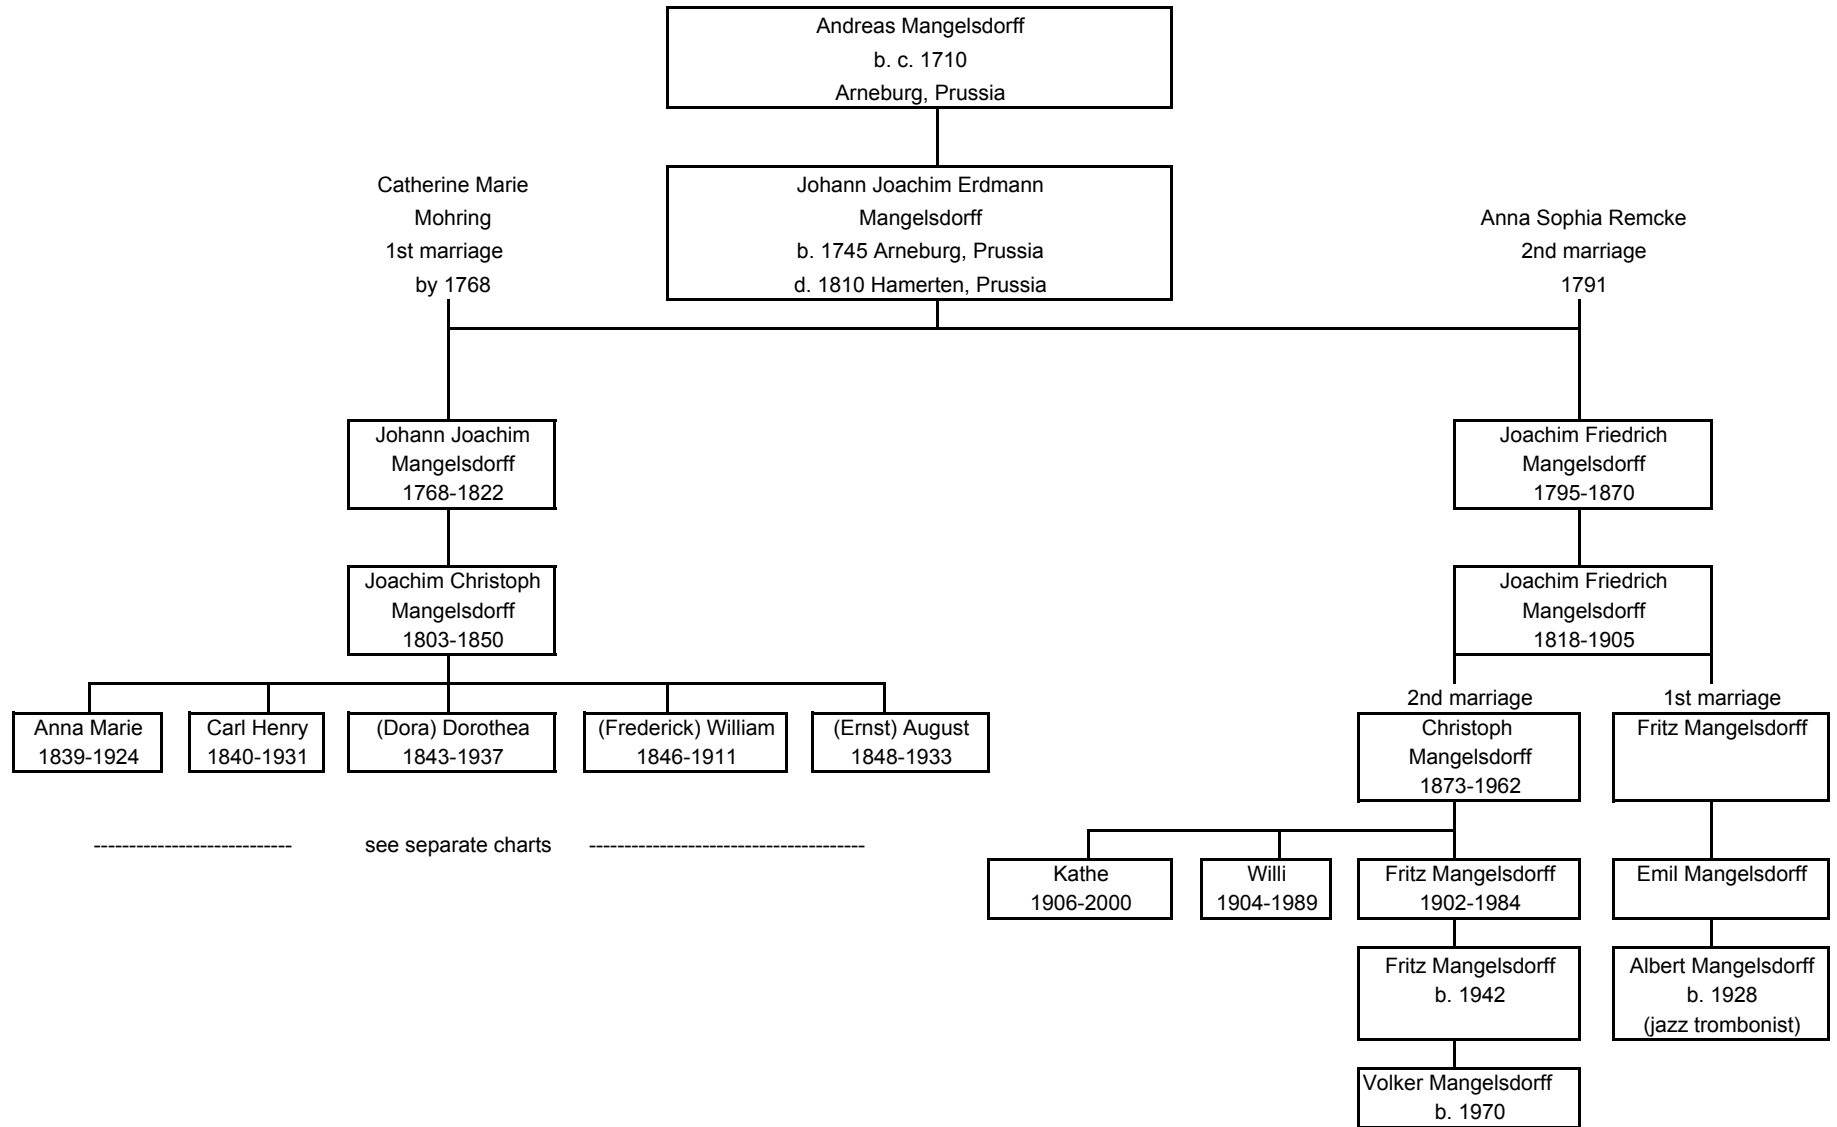 Andreas Mangelsdorff
b. c. 1710
Arneburg, Prussia
Catherine Marie
Mohring
1st marriage
by 1768
Johann Joachim Erdmann
Mangelsdorff
b. 1745 Arneburg, Prussia
d. 1810 Hamerten, Prussia
Anna Sophia Remcke
2nd marriage
1791
Johann Joachim
Mangelsdorff
1768-1822
Joachim Friedrich
Mangelsdorff
1795-1870
Joachim Christoph
Mangelsdorff
1803-1850
Joachim Friedrich
Mangelsdorff
1818-1905
2nd marriage
1st marriage
Anna Marie
1839-1924
Carl Henry
1840-1931
(Dora) Dorothea
1843-1937
(Frederick) William
1846-1911
(Ernst) August
1848-1933
Christoph
Mangelsdorff
1873-1962
Fritz Mangelsdorff
---------------------------- see separate charts ---------------------------------------
Kathe
1906-2000
Willi
1904-1989
Fritz Mangelsdorff
1902-1984
Emil Mangelsdorff
Fritz Mangelsdorff
b. 1942
Albert Mangelsdorff
b. 1928
(jazz trombonist)
Volker Mangelsdorff
b. 1970